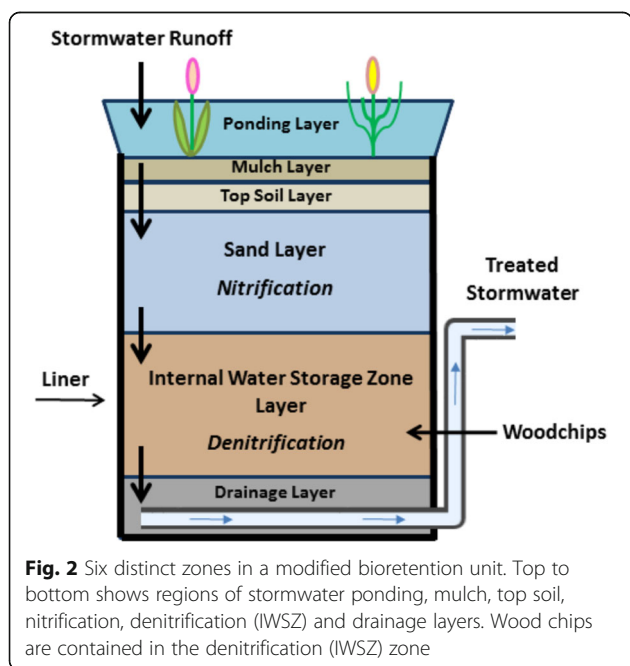 Stormwater Runoff
Ponding Layer
Mulch Layer
Top Soil Layer
Sand Layer
Nitrification
Treated
Stormwater
Liner
Internal Water Storage Zone
Layer
Denitrification
Woodchips
Drainage Layer
Fig. 2 Six distinct zones in a modified bioretention unit. Top to
bottom shows regions of stormwater ponding, mulch, top soil,
nitrification, denitrification (IWSZ) and drainage layers. Wood chips
are contained in the denitrification (IWSZ) zone